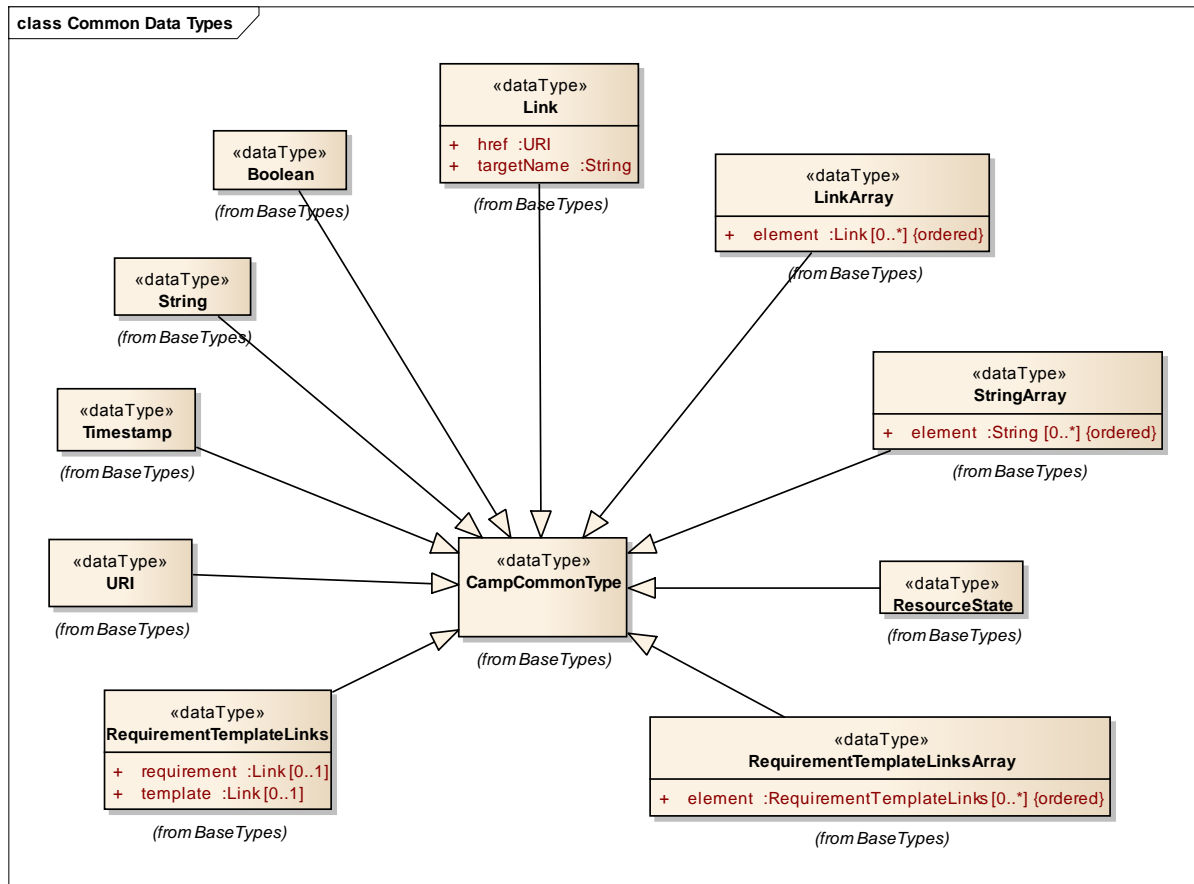 class Common Data Types
«dataType»
Link
+ href :URI
+ targetName :String
(from BaseTypes)
«dataType»
Boolean
(from BaseTypes)
«dataType»
LinkArray
+ element :Link [0..*] {ordered}
(from BaseTypes)
«dataType»
String
(from BaseTypes)
«dataType»
StringArray
+ element :String [0..*] {ordered}
(from BaseTypes)
«dataType»
Timestamp
(from BaseTypes)
«dataType»
URI
(from BaseTypes)
«dataType»
CampCommonType
(from BaseTypes)
«dataType»
ResourceState
(from BaseTypes)
«dataType»
RequirementTemplateLinks
+ requirement :Link [0..1]
+ template :Link [0..1]
(from BaseTypes)
«dataType»
RequirementTemplateLinksArray
+ element :RequirementTemplateLinks [0..*] {ordered}
(from BaseTypes)